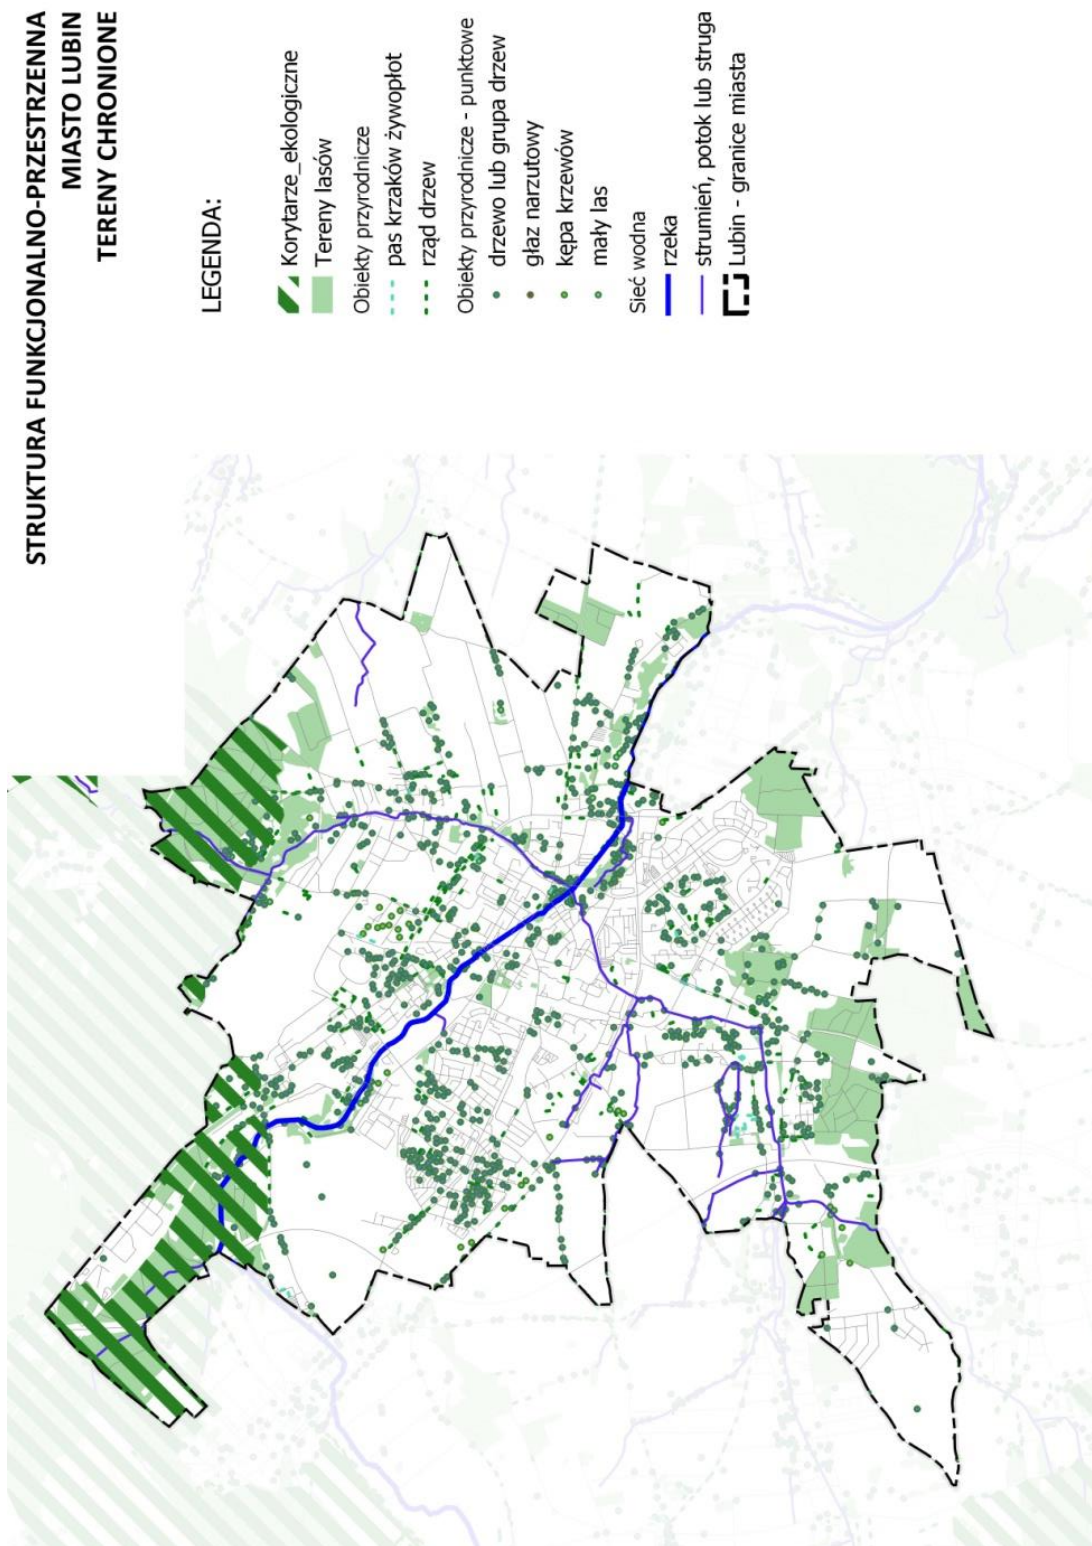 STRUKTURA FUNKCJONALNO-PRZESTRZENNA
MIASTO LUBIN
TERENY CHRONIONE
LEGENDA:
Korytarze_ekologiczne
Tereny lasów
Obiekty przyrodnicze
pas krzaków żywopłot
rząd drzew
Obiekty przyrodnicze - punktowe
drzewo lub grupa drzew
głaz narzutowy
kępa krzewów
mały las
Sieć wodna
rzeka
strumień, potok lub struga
Lubin - granice miasta